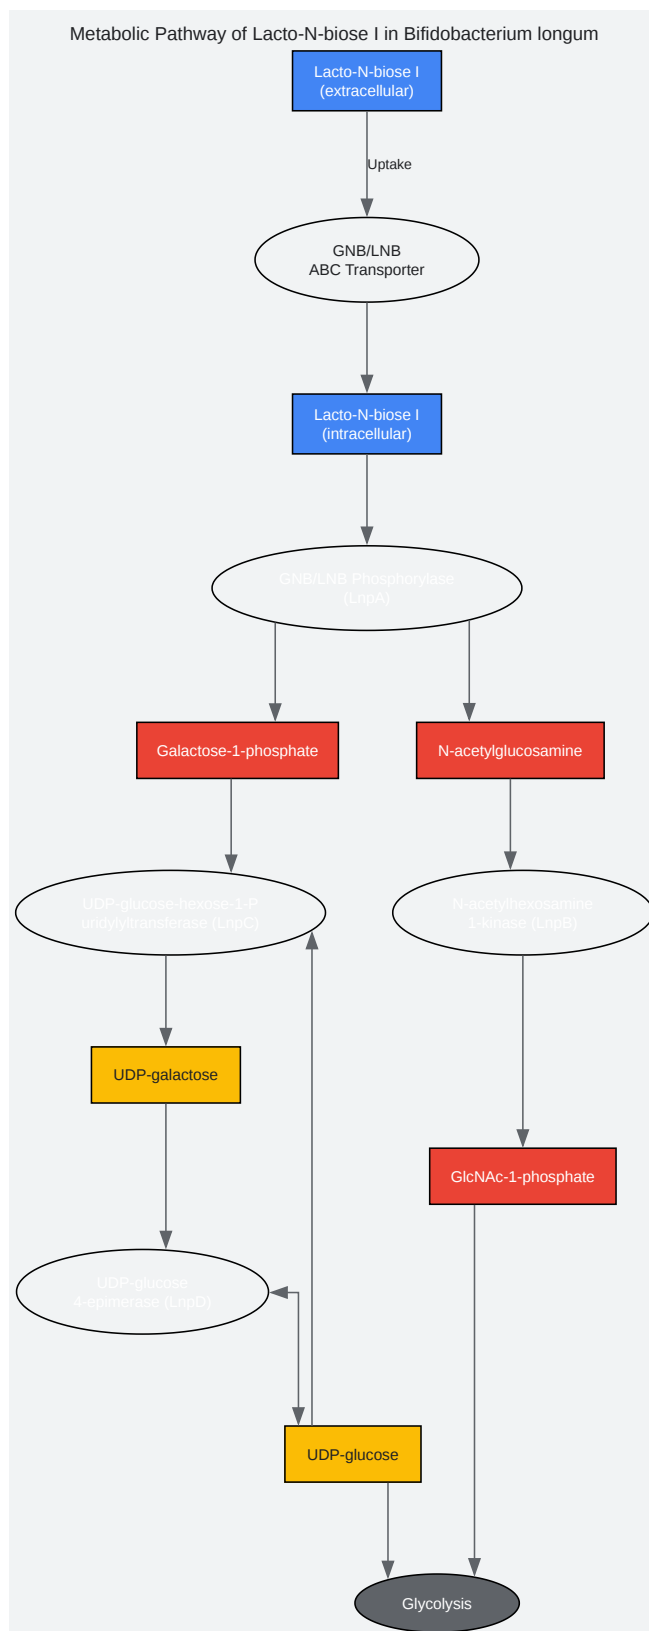 Metabolic Pathway of Lacto-N-biose I in Bifidobacterium longum
Lacto-N-biose I
(extracellular)
Uptake
GNB/LNB
ABC Transporter
Lacto-N-biose I
(intracellular)
GNB/LNB Phosphorylase
(LnpA)
Galactose-1-phosphate
N-acetylglucosamine
UDP-glucose-hexose-1-P
uridylyltransferase (LnpC)
N-acetylhexosamine
1-kinase (LnpB)
UDP-galactose
GlcNAc-1-phosphate
UDP-glucose
4-epimerase (LnpD)
UDP-glucose
Glycolysis